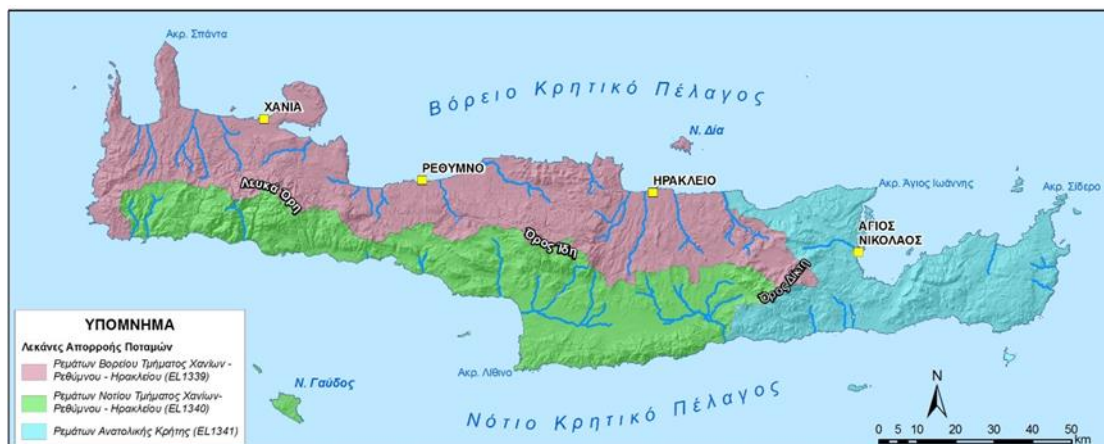 Ακρ. Σπάντα
ΧΑΝΙΑ
Βόρειο Κρητικό Πέλαγος
Ν. Δία
ΡΕΘΥΜΝΟ
ΗΡΑΚΛΕΙΟ
Ακρ. Άγιος Ιωάννης
Ακρ. Σίδερο
Λευκα Όρη
ΑΓΙΟΣ
ΝΙΚΟΛΑΟΣ
Όρος Ίδη
Όρος Δίκτη
ΥΠΟΜΝΗΜΑ
Λεκάνες Απορροής Ποταμών
Ρεμάτων Βορείου Τμήματος Χανίων -
Ρεθύμνου - Ηρακλείου (EL1339)
Ρεμάτων Νοτίου Τμήματος Χανίων-
Ρεθύμνου - Ηρακλείου (EL1340)
Ρεμάτων Ανατολικής Κρήτης (EL1341)
Ν. Γαύδος
Ακρ. Λίθινο
Νότιο Κρητικό Πέλαγος
N
0 5 10 20 30 40 50
km